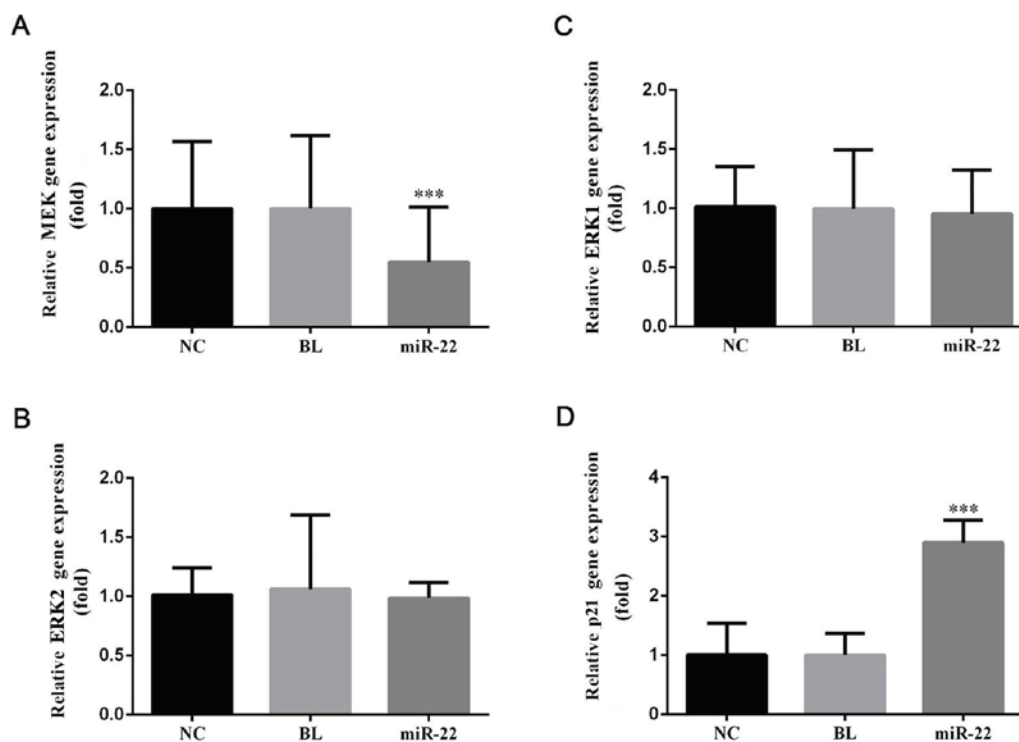 A
Relative MEK gene expression
(fold)
2.0
1.5
1.0
0.5
0.0
***
NC BL miR-22
C
Relative ERK1 gene expression
(fold)
2.0
1.5
1.0
0.5
0.0
NC BL miR-22
B
Relative ERK2 gene expression
(fold)
2.0
1.5
1.0
0.5
0.0
NC BL miR-22
D
Relative p21 gene expression
(fold)
4
3
2
1
0
***
NC BL miR-22